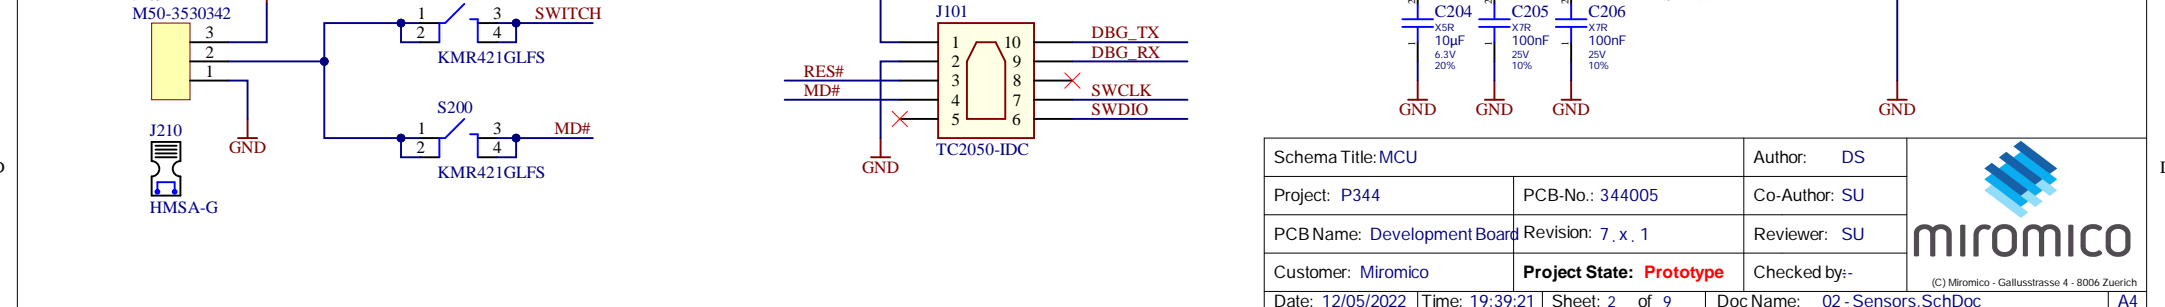 M50-3530342
3
2
1
GND
J210
HMSA-G
1 3 SWITCH
2 4
KMR421GLFS
S200
1 3 MD#
2 4
KMR421GLFS
J101
1 10 DBG_TX
2 9 DBG_RX
RES# 3 8
MD# 4 7 SWCLK
5 6 SWDIO
TC2050-IDC
GND
2 C204
X5R
10µF
1 6.3V
20%
GND
2 C205
X7R
100nF
1 25V
10%
GND
2 C206
X7R
100nF
1 25V
10%
GND
GND
Schema Title: MCU
Author: DS
Project: P344
PCB-No.: 344005
Co-Author: SU
PCB Name: Development Board
Revision: 7.x.1
Reviewer: SU
Customer: Miromico
Project State: Prototype
Checked by:-
miromico
(C) Miromico - Gallusstrasse 4 - 8006 Zuerich
Date: 12/05/2022 Time: 19:39:21 Sheet: 2 of 9 Doc Name: 02 - Sensors.SchDoc A4